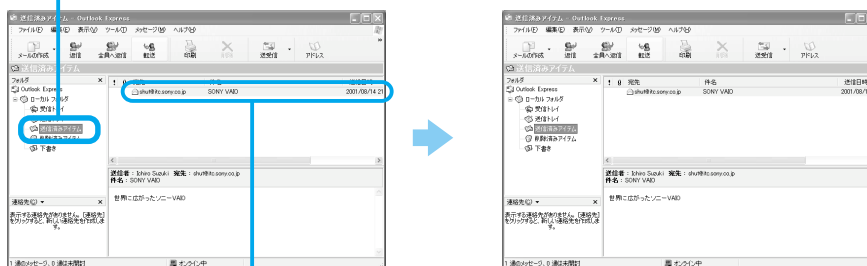 送信済みアイテム - Outlook Express
ファイル(F) 編集(E) 表示(V) ツール(T) メッセージ(M) ヘルプ(H)
メールの作成 返信 全員へ返信 転送 印刷 削除 送受信 アドレス
送信済みアイテム
フォルダ
Outlook Express
ローカル フォルダ
受信トレイ
送信トレイ
送信済みアイテム
削除済みアイテム
下書き
宛先 件名 送信日時
shut@itc.sony.co.jp SONY VAIO 2001/08/14 21
送信者: Ichiro Suzuki 宛先: shut@itc.sony.co.jp
件名: SONY VAIO
世界に広がったソニーVAIO
連絡先(C)
表示する連絡先がありません。[連絡先]
をクリックすると、新しい連絡先を作成しま
す。
1 通のメッセージ、0 通は未開封 オンライン中
送信済みアイテム - Outlook Express
ファイル(F) 編集(E) 表示(V) ツール(T) メッセージ(M) ヘルプ(H)
メールの作成 返信 全員へ返信 転送 印刷 削除 送受信 アドレス
送信済みアイテム
フォルダ
Outlook Express
ローカル フォルダ
受信トレイ
送信トレイ
送信済みアイテム
削除済みアイテム
下書き
宛先 件名 送信日時
shut@itc.sony.co.jp SONY VAIO 2001/08/1
送信者: Ichiro Suzuki 宛先: shut@itc.sony.co.jp
件名: SONY VAIO
世界に広がったソニーVAIO
連絡先(C)
表示する連絡先がありません。[連絡先]
をクリックすると、新しい連絡先を作成しま
す。
1 通のメッセージ、0 通は未開封 オンライン中